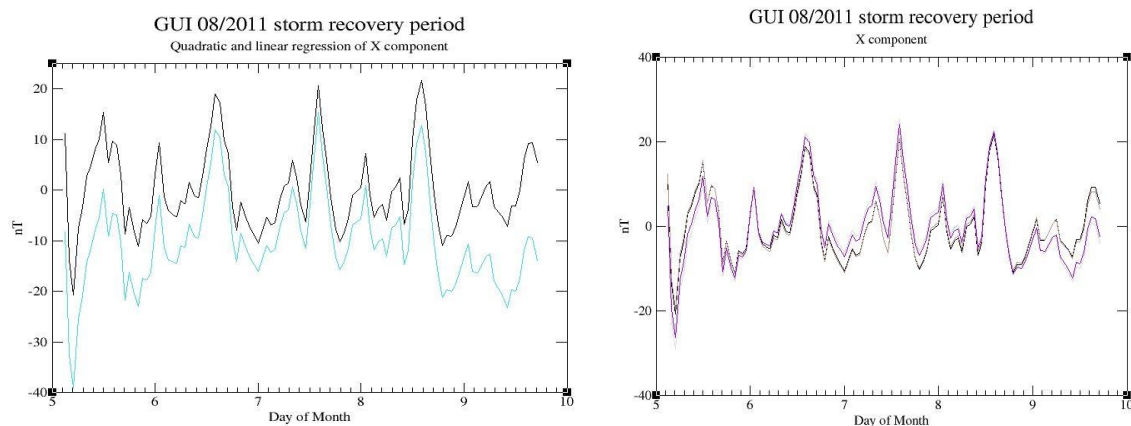 GUI 08/2011 storm recovery period
Quadratic and linear regression of X component
20
10
0
-10
-20
-30
-40
nT
5 6 7 8 9 10
Day of Month
GUI 08/2011 storm recovery period
X component
40
20
0
-20
-40
nT
5 6 7 8 9 10
Day of Month